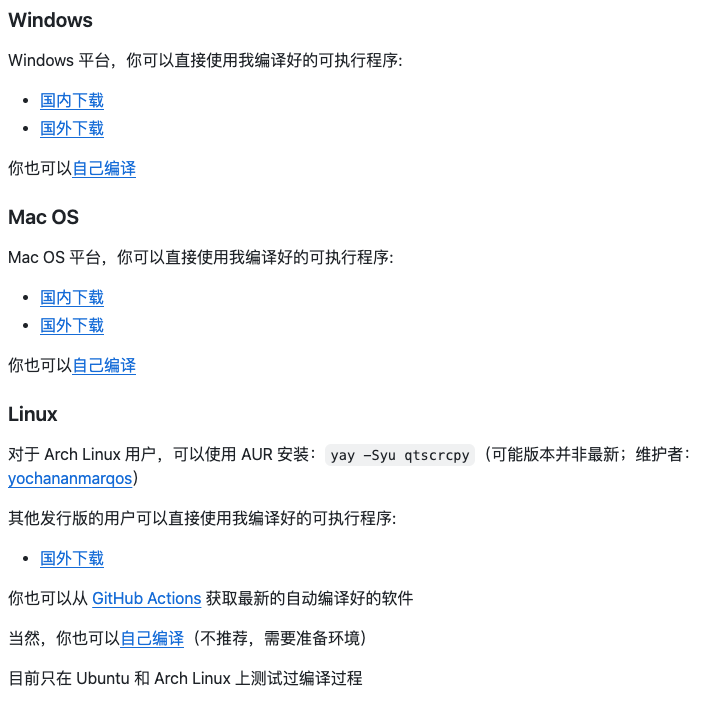 Windows
Windows 平台，你可以直接使用我编译好的可执行程序:
国内下载
国外下载
你也可以自己编译
Mac OS
Mac OS 平台，你可以直接使用我编译好的可执行程序:
国内下载
国外下载
你也可以自己编译
Linux
对于 Arch Linux 用户，可以使用 AUR 安装：yay -Syu qtscrcpy（可能版本并非最新；维护者：
yochananmarqos）
其他发行版的用户可以直接使用我编译好的可执行程序:
国外下载
你也可以从 GitHub Actions 获取最新的自动编译好的软件
当然，你也可以自己编译（不推荐，需要准备环境）
目前只在 Ubuntu 和 Arch Linux 上测试过编译过程